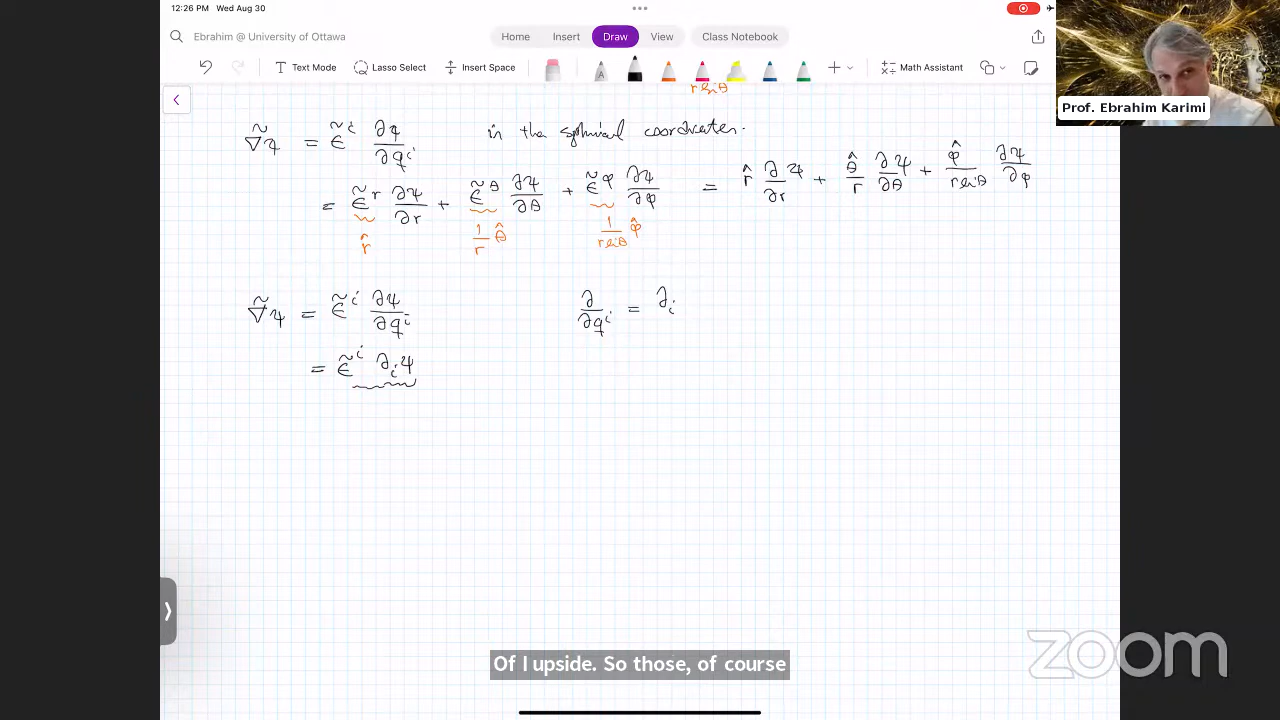 12:26 PM Wed Aug 30
Ebrahim @ University of Ottawa
Home Insert Draw View Class Notebook
Text Mode Lasso Select Insert Space Math Assistant
r sinθ
Prof. Ebrahim Karimi
∇̃ψ = ε̃^i ∂/∂q^i in the spherical coordinates.
= ε̃^r ∂ψ/∂r + ε̃^θ ∂ψ/∂θ + ε̃^φ ∂ψ/∂φ = r̂ ∂/∂r ψ + θ̂/r ∂ψ/∂θ + φ̂/(r sinθ) ∂ψ/∂φ
r̂ 1/r θ̂ 1/(r sinθ) φ̂
∇̃ψ = ε̃^i ∂ψ/∂q^i ∂/∂q^i = ∂_i
= ε̃^i ∂_i ψ
Of I upside. So those, of course
zoom